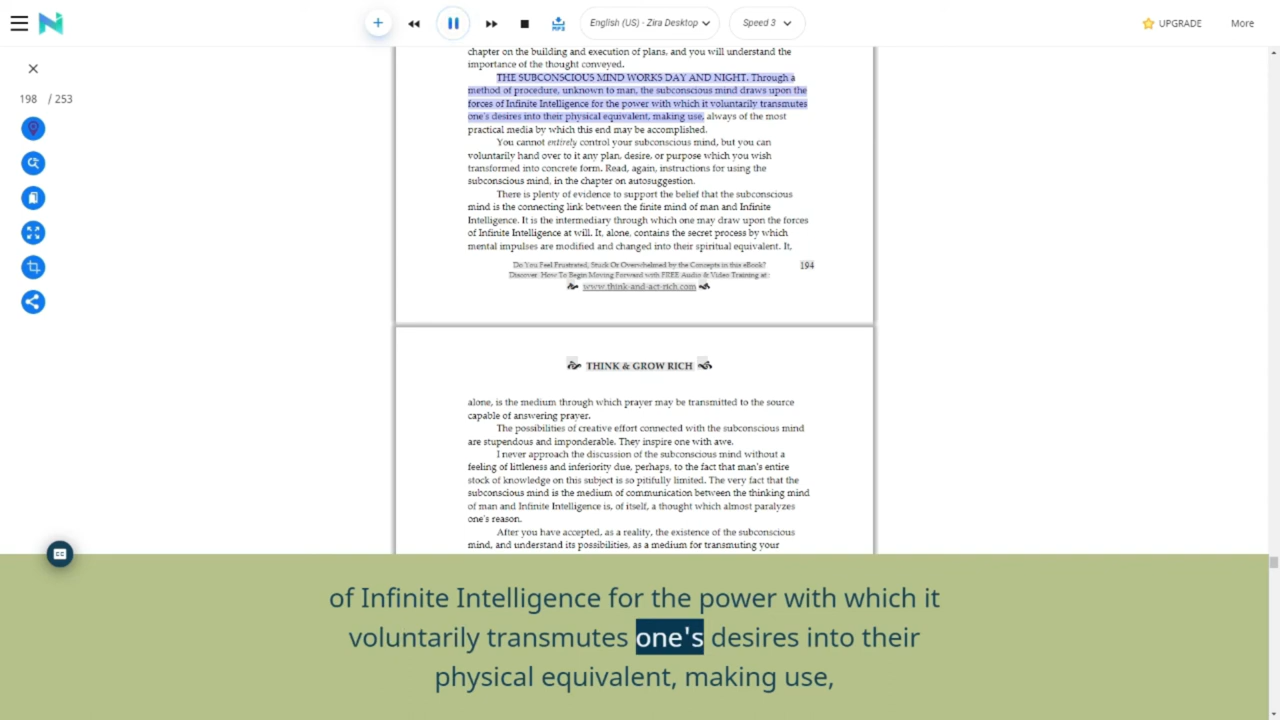 English (US) - Zira Desktop
Speed 3
UPGRADE
More
198 / 253
chapter on the building and execution of plans, and you will understand the
importance of the thought conveyed.
THE SUBCONSCIOUS MIND WORKS DAY AND NIGHT. Through a
method of procedure, unknown to man, the subconscious mind draws upon the
forces of Infinite Intelligence for the power with which it voluntarily transmutes
one's desires into their physical equivalent, making use, always of the most
practical media by which this end may be accomplished.
You cannot entirely control your subconscious mind, but you can
voluntarily hand over to it any plan, desire, or purpose which you wish
transformed into concrete form. Read, again, instructions for using the
subconscious mind, in the chapter on autosuggestion.
There is plenty of evidence to support the belief that the subconscious
mind is the connecting link between the finite mind of man and Infinite
Intelligence. It is the intermediary through which one may draw upon the forces
of Infinite Intelligence at will. It, alone, contains the secret process by which
mental impulses are modified and changed into their spiritual equivalent. It,
Do You Feel Frustrated, Stuck Or Overwhelmed by the Concepts in this eBook?
194
Discover How To Begin Moving Forward with FREE Audio & Video Training at:
www.think-and-act-rich.com
THINK & GROW RICH
alone, is the medium through which prayer may be transmitted to the source
capable of answering prayer.
The possibilities of creative effort connected with the subconscious mind
are stupendous and imponderable. They inspire one with awe.
I never approach the discussion of the subconscious mind without a
feeling of littleness and inferiority due, perhaps, to the fact that man's entire
stock of knowledge on this subject is so pitifully limited. The very fact that the
subconscious mind is the medium of communication between the thinking mind
of man and Infinite Intelligence is, of itself, a thought which almost paralyzes
one's reason.
After you have accepted, as a reality, the existence of the subconscious
mind, and understand its possibilities, as a medium for transmuting your
CC
of Infinite Intelligence for the power with which it
voluntarily transmutes one's desires into their
physical equivalent, making use,